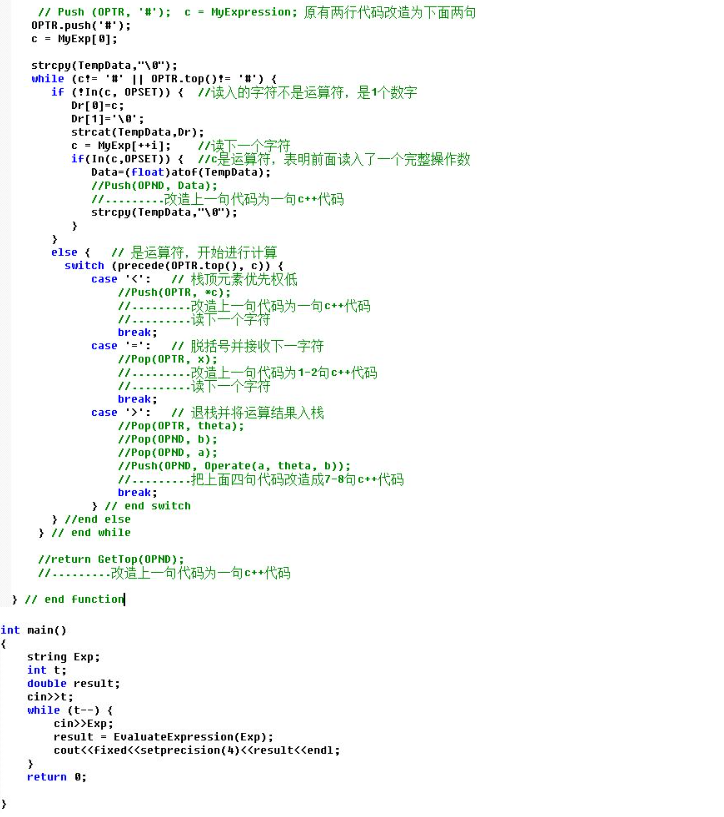 // Push (OPTR, '#');  c = MyExpression; 原有两行代码改造为下面两句
OPTR.push('#');
c = MyExp[0];
strcpy(TempData,"\0");
while (c!= '#' || OPTR.top()!= '#') {
if (!In(c, OPSET)) {  //读入的字符不是运算符，是1个数字
Dr[0]=c;
Dr[1]='\0';
strcat(TempData,Dr);
c = MyExp[++i];    //读下一个字符
if(In(c,OPSET)) {  //c是运算符，表明前面读入了一个完整操作数
Data=(float)atof(TempData);
//Push(OPND, Data);
//.........改造上一句代码为一句c++代码
strcpy(TempData,"\0");
}
}
else {   // 是运算符，开始进行计算
switch (precede(OPTR.top(), c)) {
case '<':   // 栈顶元素优先权低
//Push(OPTR, *c);
//.........改造上一句代码为一句c++代码
//.........读下一个字符
break;
case '=':   // 脱括号并接收下一字符
//Pop(OPTR, x);
//.........改造上一句代码为1-2句c++代码
//.........读下一个字符
break;
case '>':   // 退栈并将运算结果入栈
//Pop(OPTR, theta);
//Pop(OPND, b);
//Pop(OPND, a);
//Push(OPND, Operate(a, theta, b));
//.........把上面四句代码改造成7-8句c++代码
break;
} // end switch
} //end else
} // end while
//return GetTop(OPND);
//.........改造上一句代码为一句c++代码
} // end function
int main()
{
string Exp;
int t;
double result;
cin>>t;
while (t--) {
cin>>Exp;
result = EvaluateExpression(Exp);
cout<<fixed<<setprecision(4)<<result<<endl;
}
return 0;
}